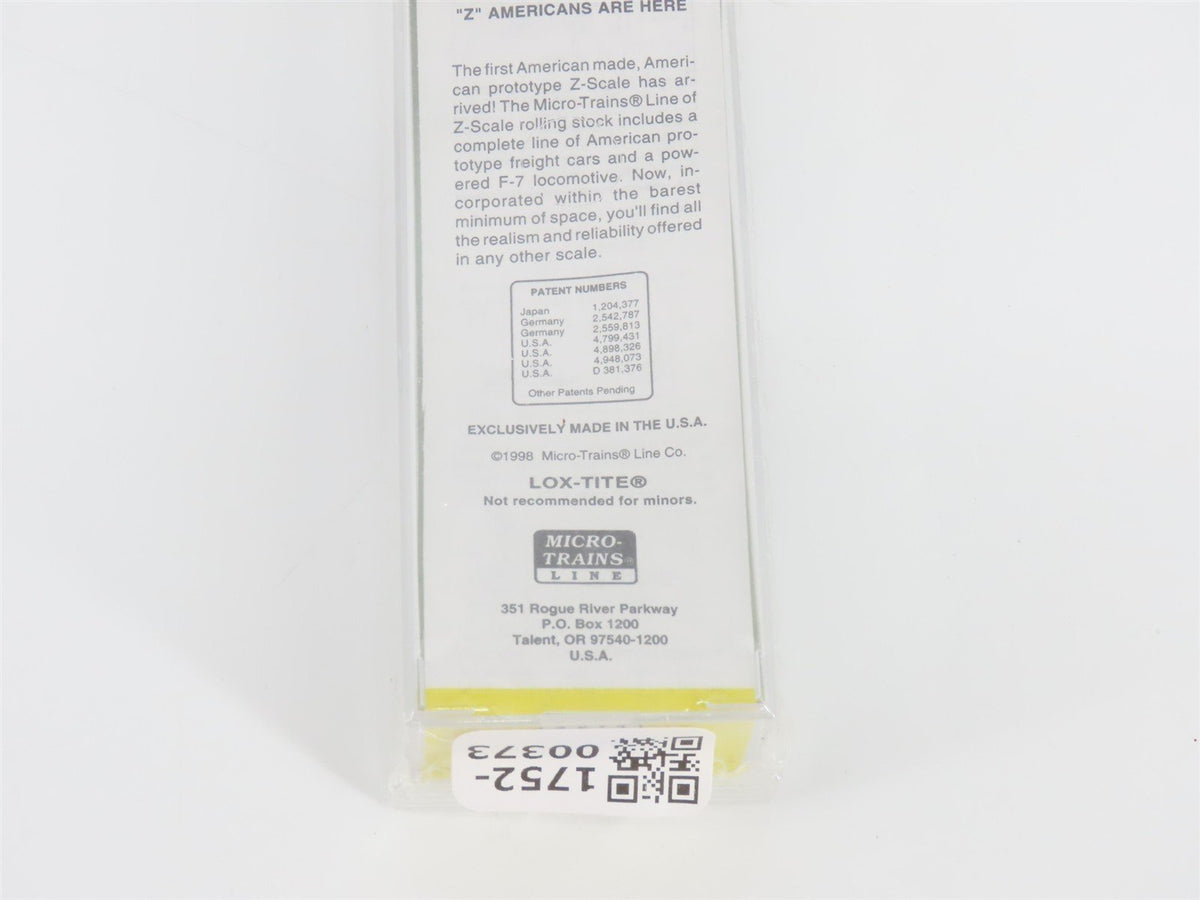 "Z" AMERICANS ARE HERE
The first American made, Ameri-
can prototype Z-Scale has ar-
rived! The Micro-Trains® Line of
Z-Scale rolling stock includes a
complete line of American pro-
totype freight cars and a pow-
ered F-7 locomotive. Now, in-
corporated within the barest
minimum of space, you'll find all
the realism and reliability offered
in any other scale.
PATENT NUMBERS
Japan 1,204,377
Germany 2,542,787
Germany 2,559,813
U.S.A. 4,799,431
U.S.A. 4,898,326
U.S.A. 4,948,073
U.S.A. D 381,376
Other Patents Pending
EXCLUSIVELY MADE IN THE U.S.A.
©1998 Micro-Trains® Line Co.
LOX-TITE®
Not recommended for minors.
MICRO-
TRAINS®
LINE
351 Rogue River Parkway
P.O. Box 1200
Talent, OR 97540-1200
U.S.A.
1752-
00373